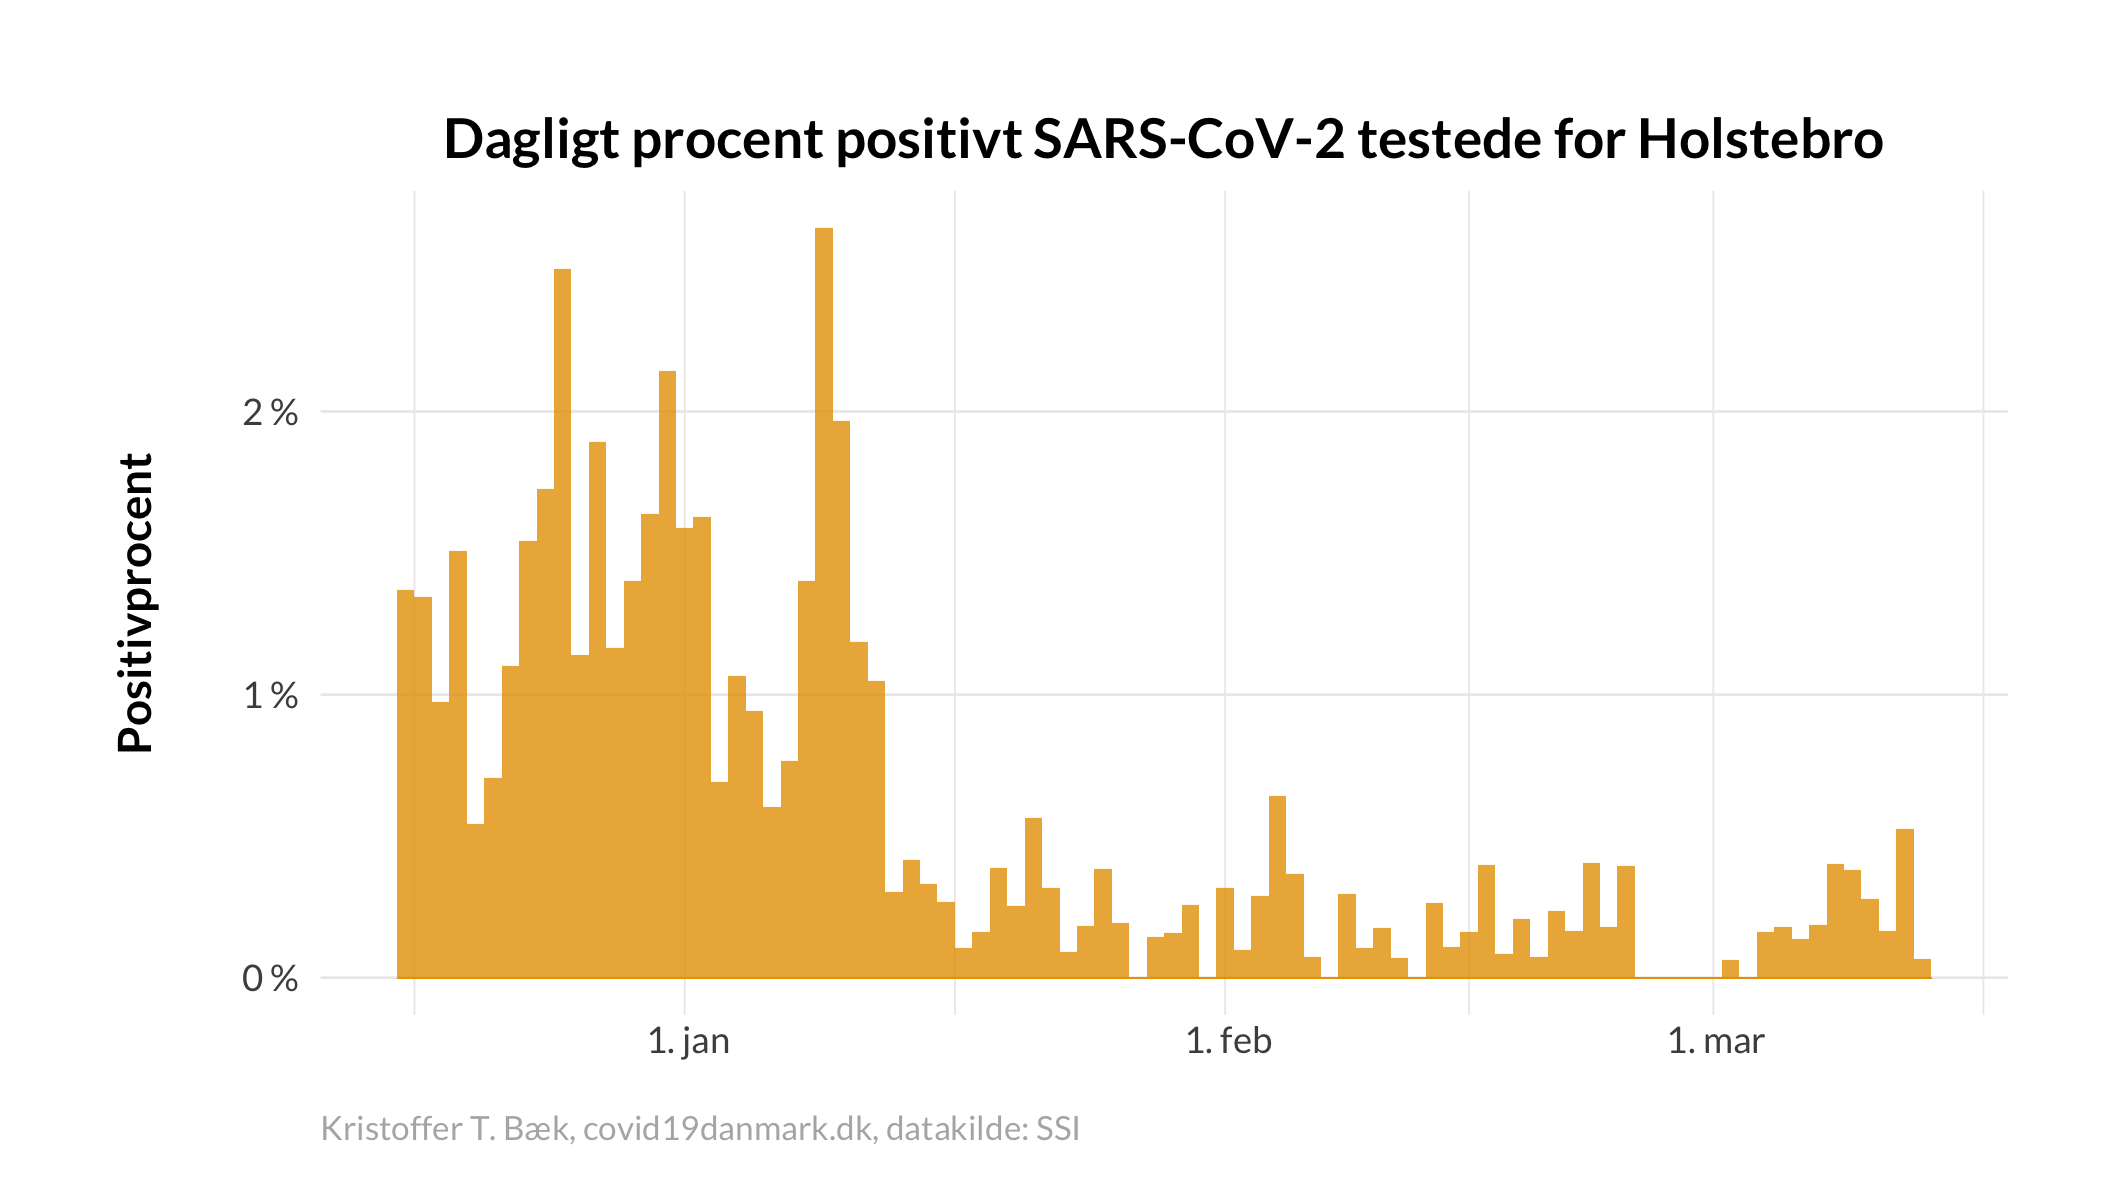 Dagligt procent positivt SARS-CoV-2 testede for Holstebro
Positivprocent
2 %
1 %
0 %
1. jan
1. feb
1. mar
Kristoffer T. Bæk, covid19danmark.dk, datakilde: SSI